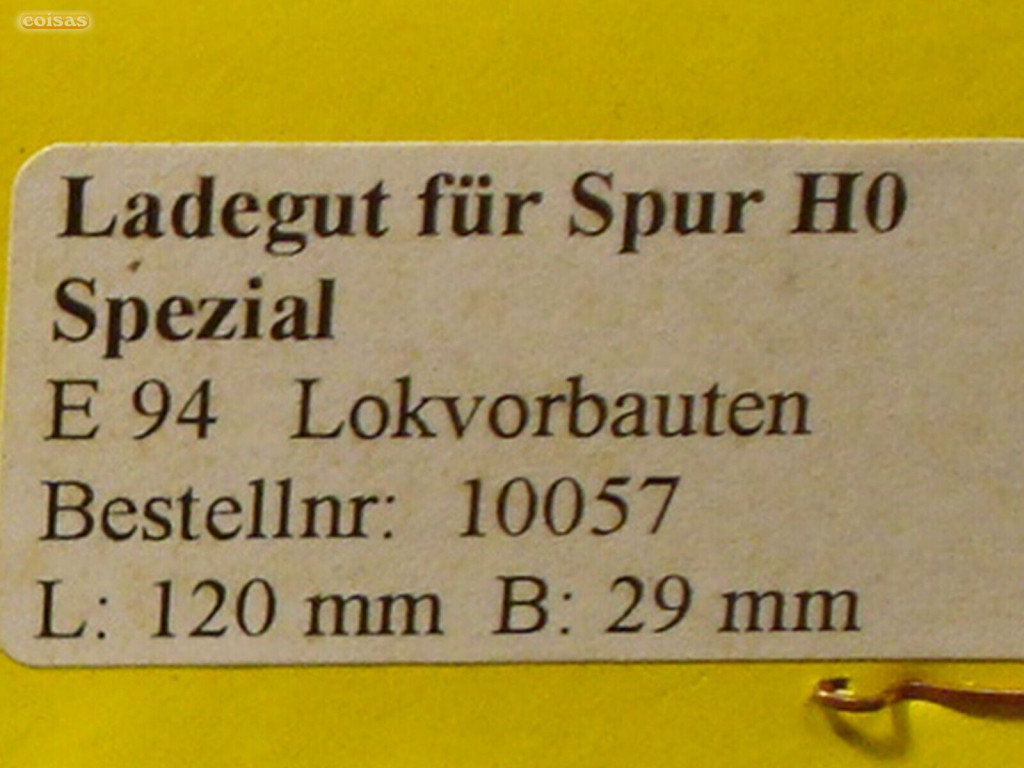 coisas
Ladegut für Spur H0
Spezial
E 94 Lokvorbauten
Bestellnr: 10057
L: 120 mm B: 29 mm